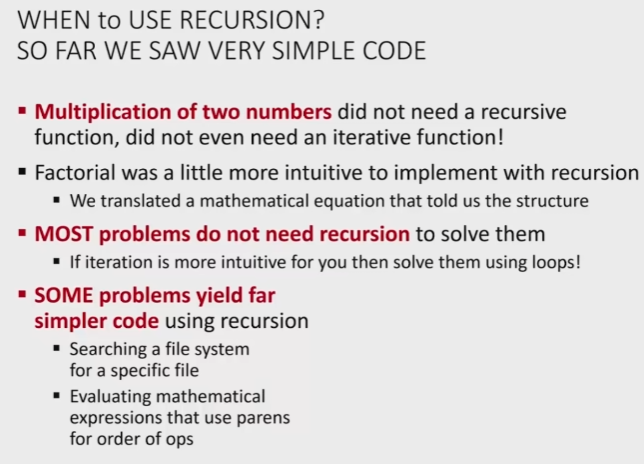 WHEN to USE RECURSION?
SO FAR WE SAW VERY SIMPLE CODE
▪ Multiplication of two numbers did not need a recursive
function, did not even need an iterative function!
▪ Factorial was a little more intuitive to implement with recursion
▪ We translated a mathematical equation that told us the structure
▪ MOST problems do not need recursion to solve them
▪ If iteration is more intuitive for you then solve them using loops!
▪ SOME problems yield far
simpler code using recursion
▪ Searching a file system
for a specific file
▪ Evaluating mathematical
expressions that use parens
for order of ops